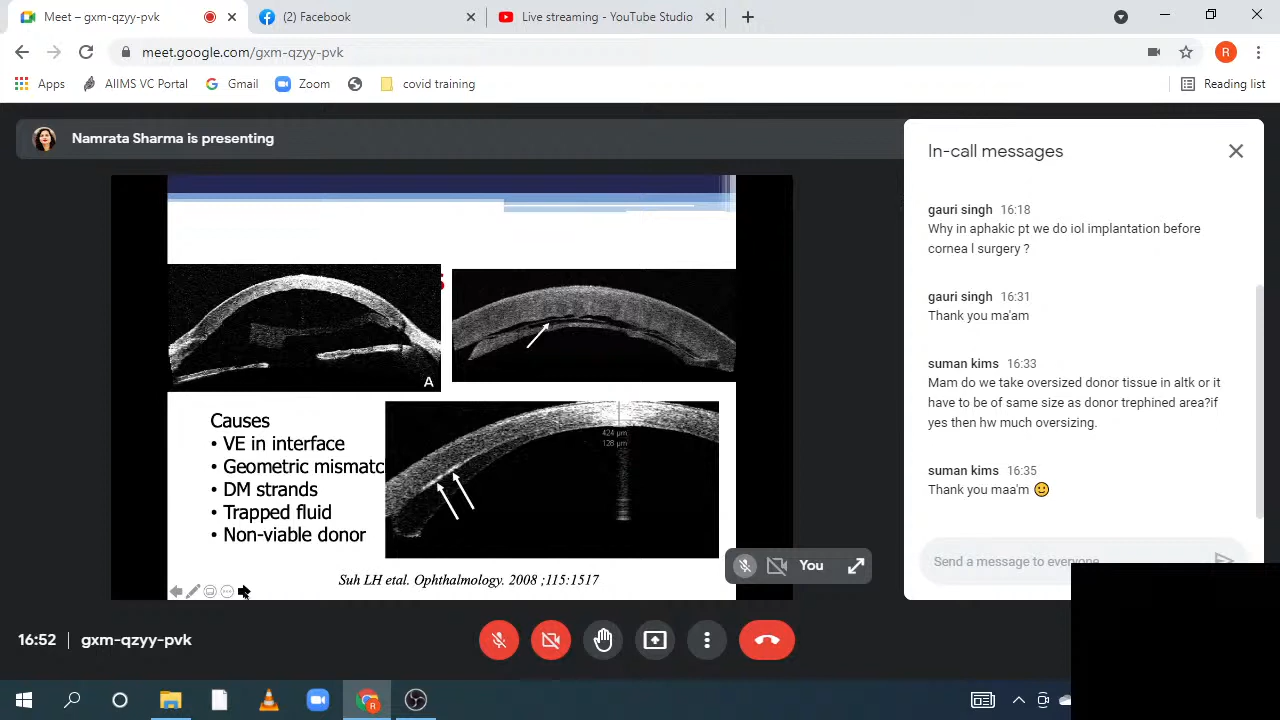 Meet – gxm-qzyy-pvk
(2) Facebook
Live streaming - YouTube Studio
meet.google.com/gxm-qzyy-pvk
R
Apps
AIIMS VC Portal
Gmail
Zoom
covid training
Reading list
Namrata Sharma is presenting
A
Causes
• VE in interface
• Geometric mismatc
• DM strands
• Trapped fluid
• Non-viable donor
424 µm
128 µm
Suh LH etal. Ophthalmology. 2008 ;115:1517
You
In-call messages
gauri singh 16:18
Why in aphakic pt we do iol implantation before
cornea l surgery ?
gauri singh 16:31
Thank you ma'am
suman kims 16:33
Mam do we take oversized donor tissue in altk or it
have to be of same size as donor trephined area?if
yes then hw much oversizing.
suman kims 16:35
Thank you maa'm 🙂
Send a message to everyone
16:52 | gxm-qzyy-pvk
R